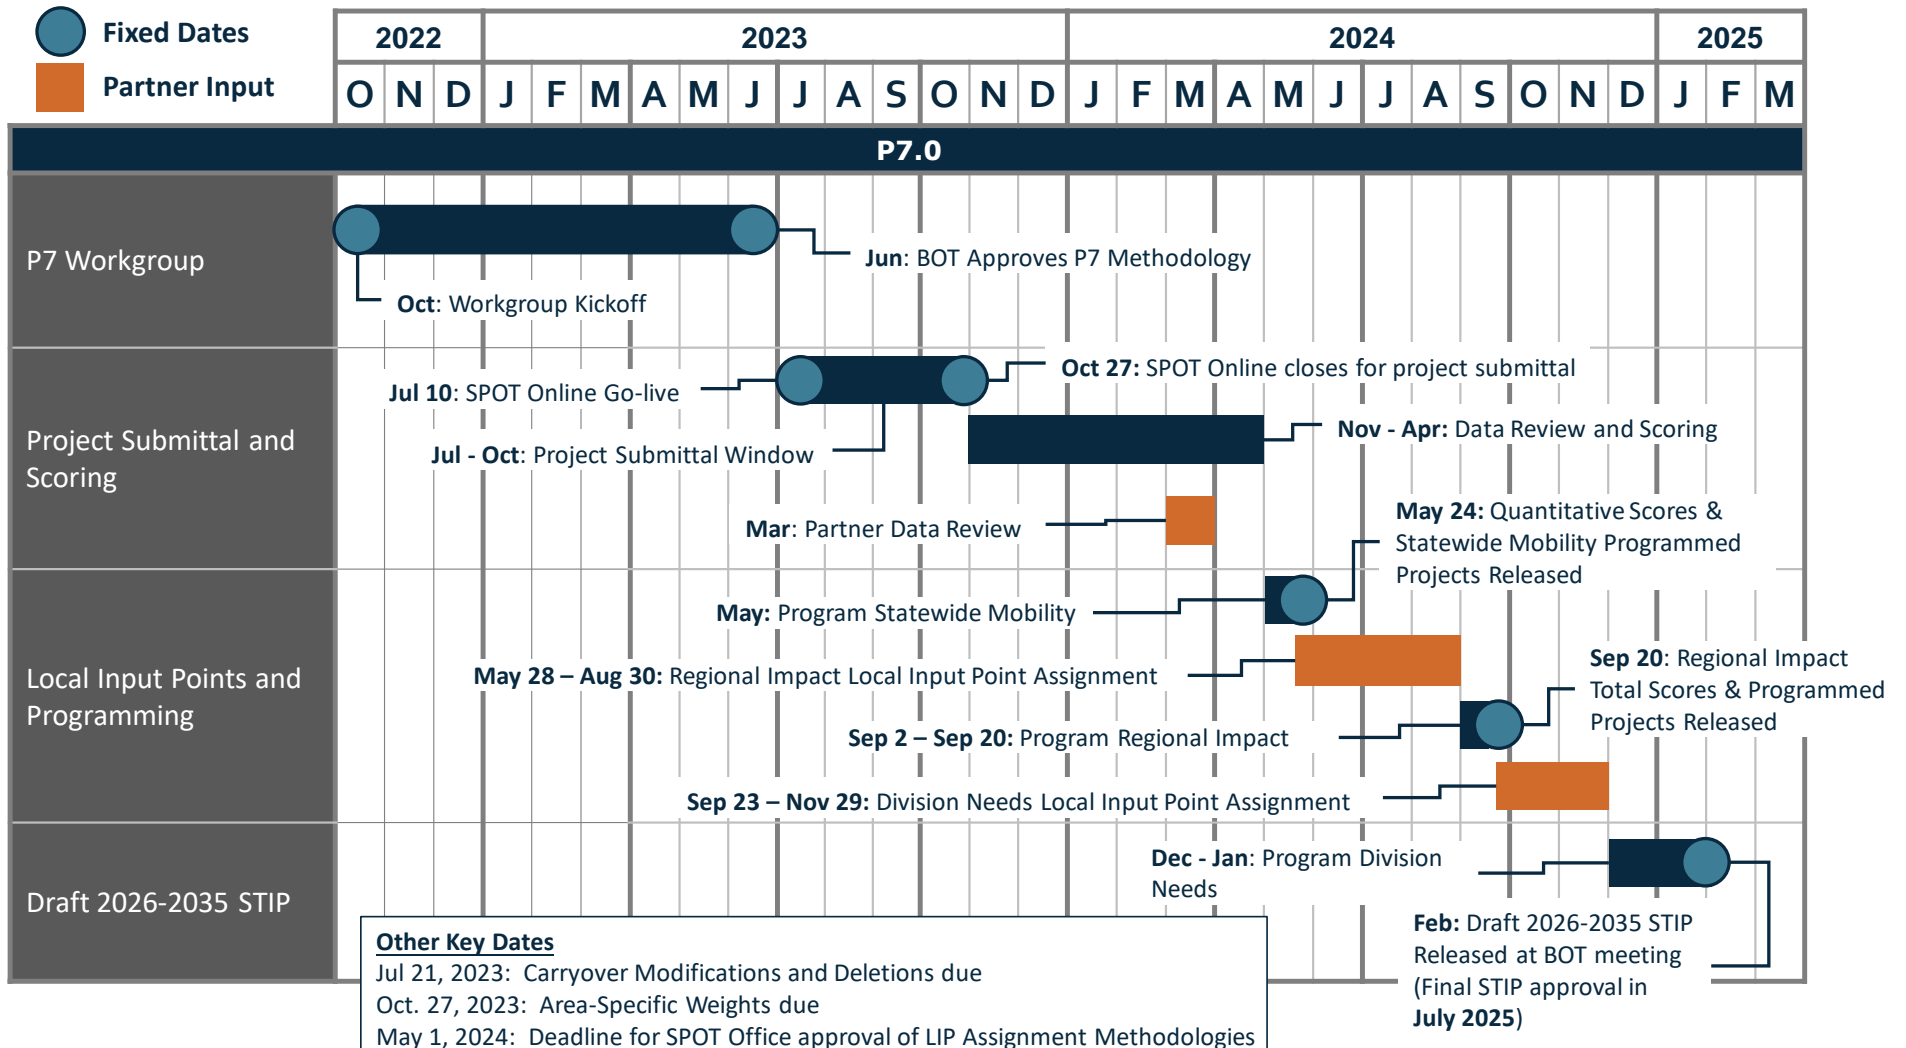 Fixed Dates
Partner Input
2022 2023 2024 2025
O N D J F M A M J J A S O N D J F M A M J J A S O N D J F M
P7.0
P7 Workgroup
Jun: BOT Approves P7 Methodology
Oct: Workgroup Kickoff
Project Submittal and
Scoring
Oct 27: SPOT Online closes for project submittal
Jul 10: SPOT Online Go-live
Nov - Apr: Data Review and Scoring
Jul - Oct: Project Submittal Window
Mar: Partner Data Review
Local Input Points and
Programming
May 24: Quantitative Scores &
Statewide Mobility Programmed
Projects Released
May: Program Statewide Mobility
May 28 – Aug 30: Regional Impact Local Input Point Assignment
Sep 20: Regional Impact
Total Scores & Programmed
Projects Released
Sep 2 – Sep 20: Program Regional Impact
Sep 23 – Nov 29: Division Needs Local Input Point Assignment
Draft 2026-2035 STIP
Dec - Jan: Program Division
Needs
Feb: Draft 2026-2035 STIP
Released at BOT meeting
(Final STIP approval in
July 2025)
Other Key Dates
Jul 21, 2023: Carryover Modifications and Deletions due
Oct. 27, 2023: Area-Specific Weights due
May 1, 2024: Deadline for SPOT Office approval of LIP Assignment Methodologies